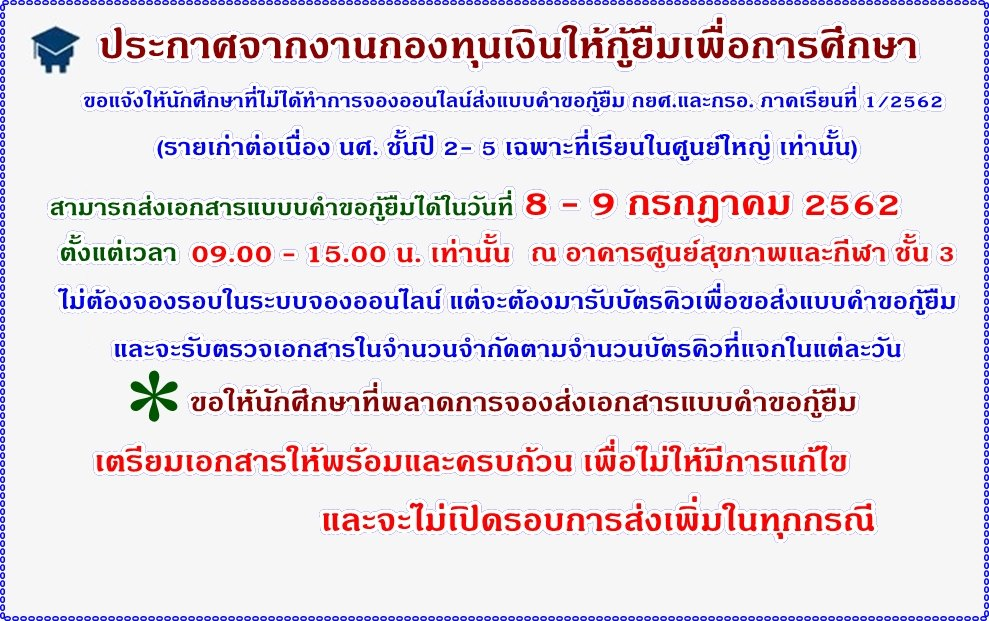 ประกาศจากงานกองทุนเงินให้กู้ยืมเพื่อการศึกษา
ขอแจ้งให้นักศึกษาที่ไม่ได้ทำการจองออนไลน์ส่งแบบคำขอกู้ยืม กยศ.และกรอ. ภาคเรียนที่ 1/2562
(รายเก่าต่อเนื่อง นศ. ชั้นปี 2- 5 เฉพาะที่เรียนในศูนย์ใหญ่ เท่านั้น)
สามารถส่งเอกสารแบบบคำขอกู้ยืมได้ในวันที่ 8 - 9 กรกฎาคม 2562
ตั้งแต่เวลา 09.00 - 15.00 น. เท่านั้น ณ อาคารศูนย์สุขภาพและกีฬา ชั้น 3
ไม่ต้องจองรอบในระบบจองออนไลน์ แต่จะต้องมารับบัตรคิวเพื่อขอส่งแบบคำขอกู้ยืม
และจะรับตรวจเอกสารในจำนวนจำกัดตามจำนวนบัตรคิวที่แจกในแต่ละวัน
* ขอให้นักศึกษาที่พลาดการจองส่งเอกสารแบบคำขอกู้ยืม
เตรียมเอกสารให้พร้อมและครบถ้วน เพื่อไม่ให้มีการแก้ไข
และจะไม่เปิดรอบการส่งเพิ่มในทุกกรณี